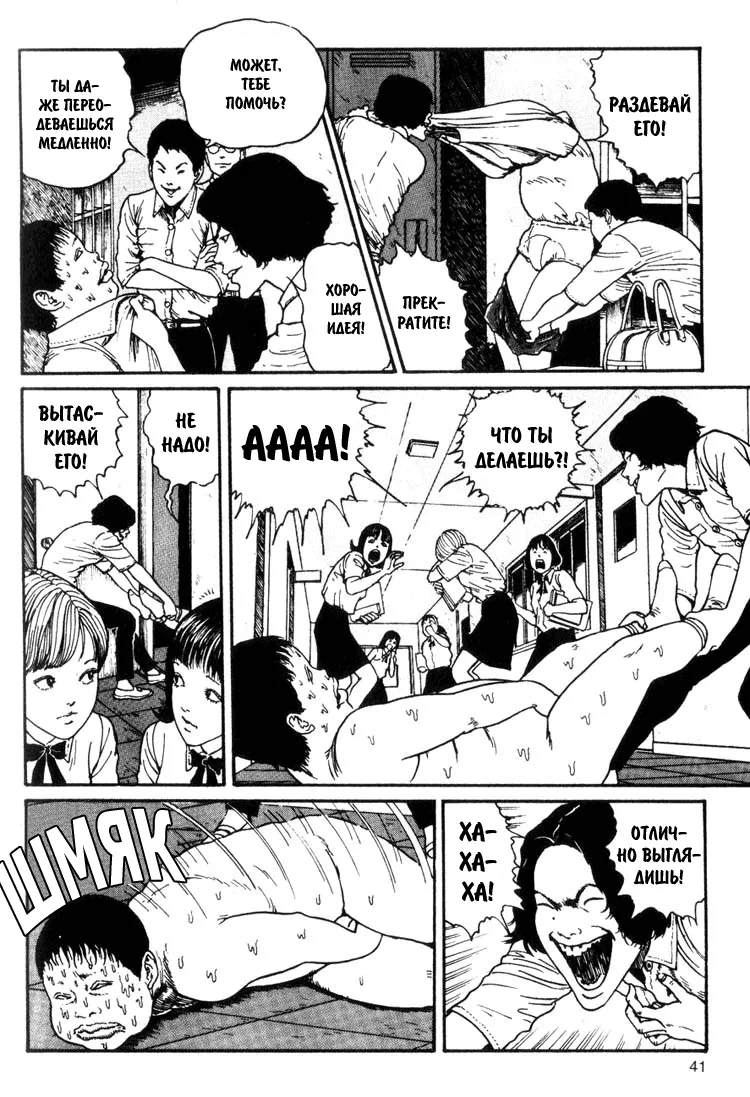 ТЫ ДА-
ЖЕ ПЕРЕО-
ДЕВАЕШЬСЯ
МЕДЛЕННО!
МОЖЕТ,
ТЕБЕ
ПОМОЧЬ?
ХОРО-
ШАЯ
ИДЕЯ!
РАЗДЕВАЙ
ЕГО!
ПРЕК-
РАТИТЕ!
ВЫТАС-
КИВАЙ
ЕГО!
НЕ
НАДО!
АААА!
ЧТО ТЫ
ДЕЛАЕШЬ?!
ШМЯК
ХА-
ХА-
ХА!
ОТЛИЧ-
НО ВЫГЛЯ-
ДИШЬ!
41